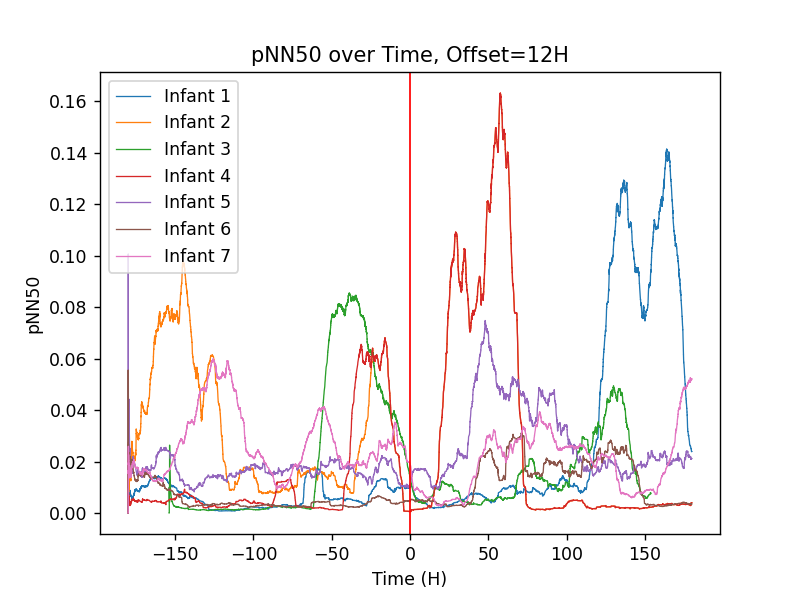 pNN50 over Time, Offset=12H
Infant 1
Infant 2
Infant 3
Infant 4
Infant 5
Infant 6
Infant 7
0.16
0.14
0.12
0.10
0.08
0.06
0.04
0.02
0.00
pNN50
−150 −100 −50 0 50 100 150
Time (H)